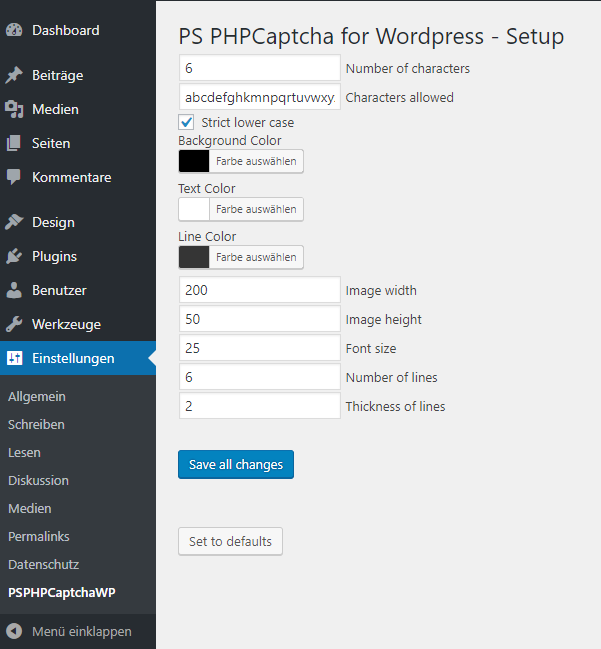 Dashboard
Beiträge
Medien
Seiten
Kommentare
Design
Plugins
Benutzer
Werkzeuge
Einstellungen
Allgemein
Schreiben
Lesen
Diskussion
Medien
Permalinks
Datenschutz
PSPHPCaptchaWP
Menü einklappen
PS PHPCaptcha for Wordpress - Setup
6 Number of characters
abcdefghkmnpqrtuvwxy Characters allowed
Strict lower case
Background Color
Farbe auswählen
Text Color
Farbe auswählen
Line Color
Farbe auswählen
200 Image width
50 Image height
25 Font size
6 Number of lines
2 Thickness of lines
Save all changes
Set to defaults